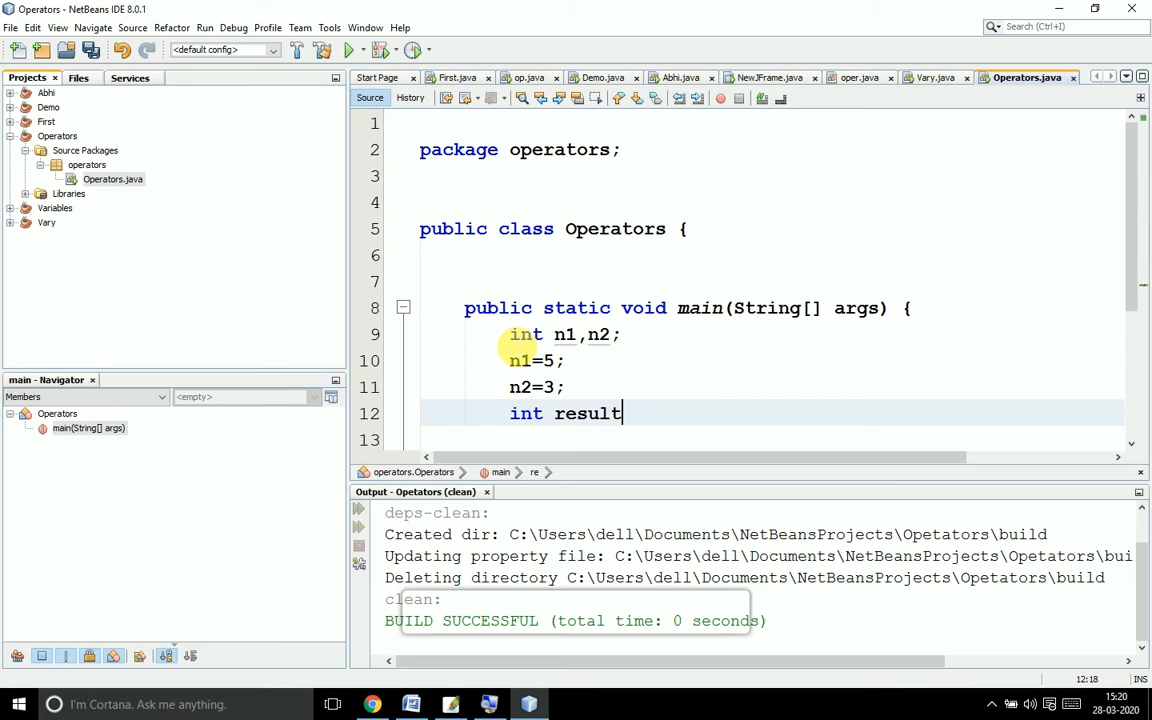 Operators - NetBeans IDE 8.0.1
File Edit View Navigate Source Refactor Run Debug Profile Team Tools Window Help
Search (Ctrl+I)
<default config>
Projects Files Services
Start Page First.java op.java Demo.java Abhi.java NewJFrame.java oper.java Vary.java Operators.java
Source History
Abhi
Demo
First
Operators
Source Packages
operators
Operators.java
Libraries
Variables
Vary
1
2 package operators;
3
4
5 public class Operators {
6
7
8 public static void main(String[] args) {
9 int n1,n2;
10 n1=5;
11 n2=3;
12 int result
13
main - Navigator
Members <empty>
Operators
main(String[] args)
operators.Operators main re
Output - Opetators (clean)
deps-clean:
Created dir: C:\Users\dell\Documents\NetBeansProjects\Opetators\build
Updating property file: C:\Users\dell\Documents\NetBeansProjects\Opetators\bui
Deleting directory C:\Users\dell\Documents\NetBeansProjects\Opetators\build
clean:
BUILD SUCCESSFUL (total time: 0 seconds)
12:18 INS
I'm Cortana. Ask me anything.
15:20
28-03-2020